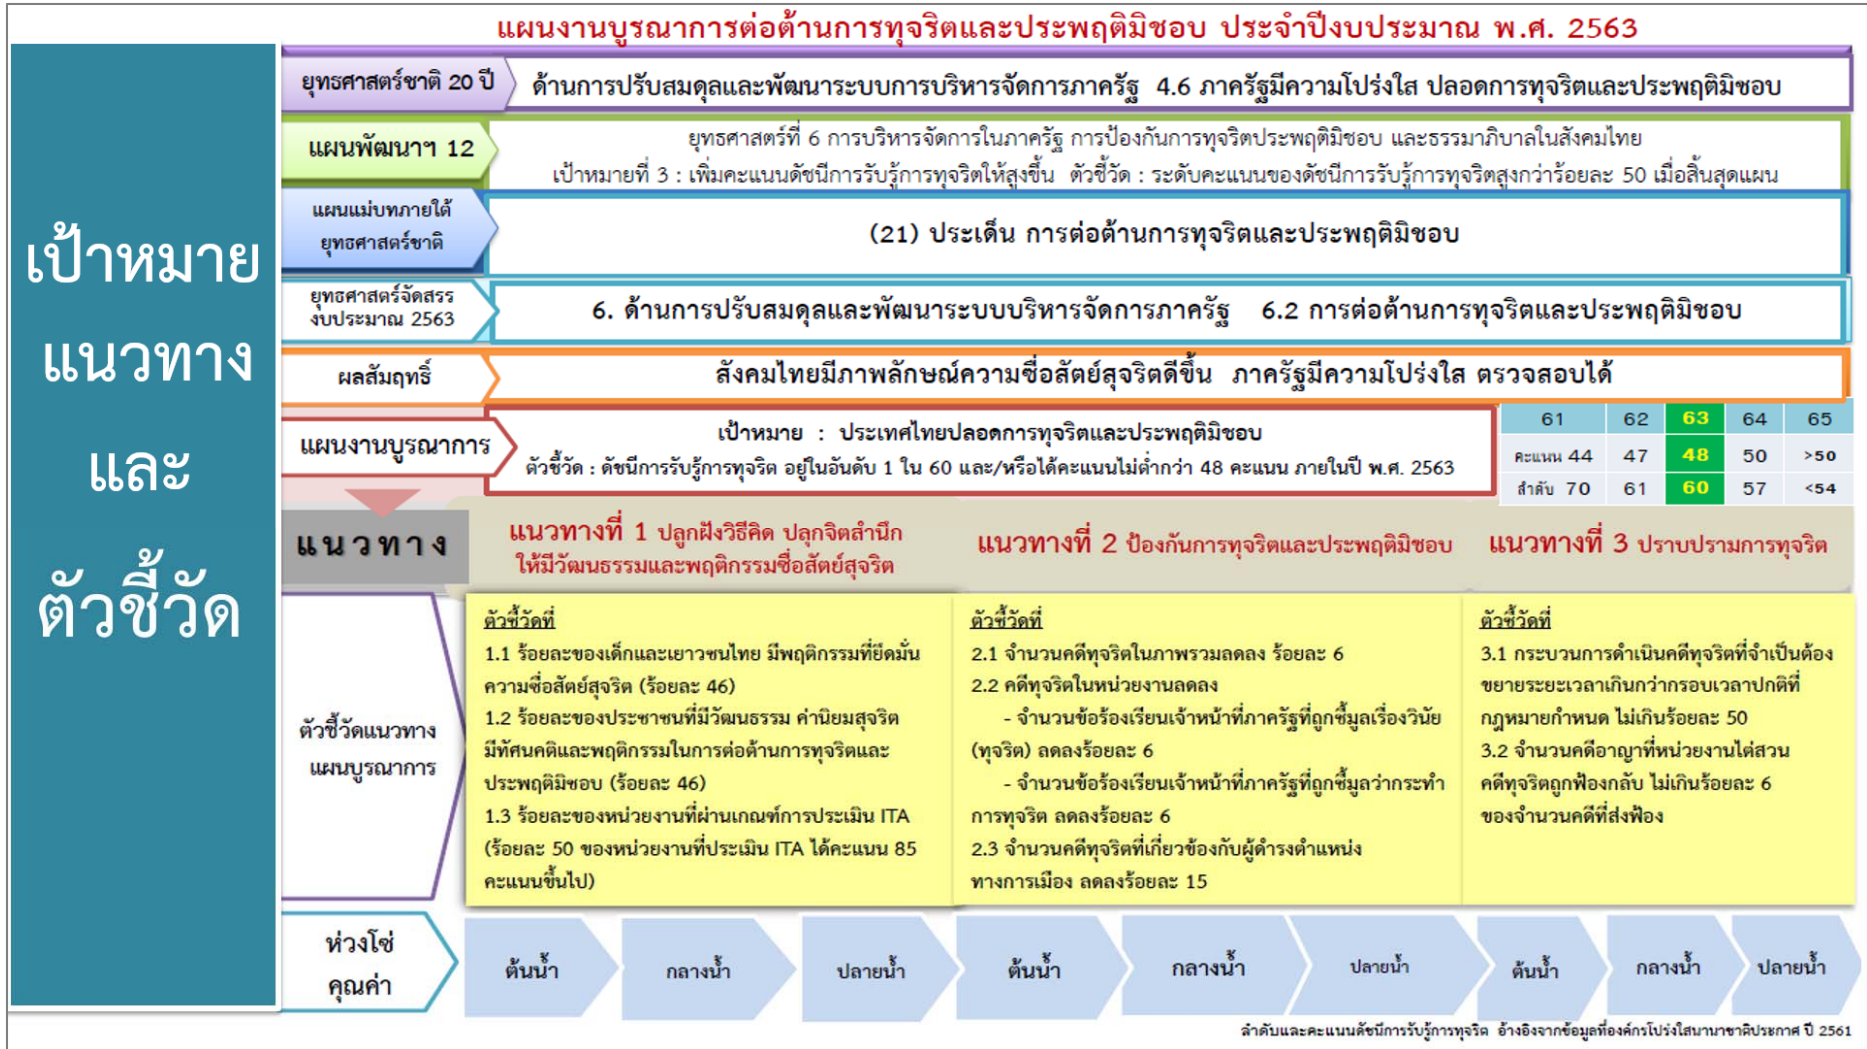 แผนงานบูรณาการต่อต้านการทุจริตและประพฤติมิชอบ ประจำปีงบประมาณ พ.ศ. 2563
เป้าหมาย
แนวทาง
และ
ตัวชี้วัด
ยุทธศาสตร์ชาติ 20 ปี
ด้านการปรับสมดุลและพัฒนาระบบการบริหารจัดการภาครัฐ 4.6 ภาครัฐมีความโปร่งใส ปลอดการทุจริตและประพฤติมิชอบ
แผนพัฒนาฯ 12
ยุทธศาสตร์ที่ 6 การบริหารจัดการในภาครัฐ การป้องกันการทุจริตประพฤติมิชอบ และธรรมาภิบาลในสังคมไทย
เป้าหมายที่ 3 : เพิ่มคะแนนดัชนีการรับรู้การทุจริตให้สูงขึ้น ตัวชี้วัด : ระดับคะแนนของดัชนีการรับรู้การทุจริตสูงกว่าร้อยละ 50 เมื่อสิ้นสุดแผน
แผนแม่บทภายใต้
ยุทธศาสตร์ชาติ
(21) ประเด็น การต่อต้านการทุจริตและประพฤติมิชอบ
ยุทธศาสตร์จัดสรร
งบประมาณ 2563
6. ด้านการปรับสมดุลและพัฒนาระบบบริหารจัดการภาครัฐ 6.2 การต่อต้านการทุจริตและประพฤติมิชอบ
ผลสัมฤทธิ์
สังคมไทยมีภาพลักษณ์ความซื่อสัตย์สุจริตดีขึ้น ภาครัฐมีความโปร่งใส ตรวจสอบได้
แผนงานบูรณาการ
เป้าหมาย : ประเทศไทยปลอดการทุจริตและประพฤติมิชอบ
ตัวชี้วัด : ดัชนีการรับรู้การทุจริต อยู่ในอันดับ 1 ใน 60 และ/หรือได้คะแนนไม่ต่ำกว่า 48 คะแนน ภายในปี พ.ศ. 2563
61 62 63 64 65
คะแนน 44 47 48 50 >50
ลำดับ 70 61 60 57 <54
แนวทาง
แนวทางที่ 1 ปลูกฝังวิธีคิด ปลุกจิตสำนึก
ให้มีวัฒนธรรมและพฤติกรรมซื่อสัตย์สุจริต
แนวทางที่ 2 ป้องกันการทุจริตและประพฤติมิชอบ
แนวทางที่ 3 ปราบปรามการทุจริต
ตัวชี้วัดแนวทาง
แผนบูรณาการ
ตัวชี้วัดที่
1.1 ร้อยละของเด็กและเยาวชนไทย มีพฤติกรรมที่ยึดมั่น
ความซื่อสัตย์สุจริต (ร้อยละ 46)
1.2 ร้อยละของประชาชนที่มีวัฒนธรรม ค่านิยมสุจริต
มีทัศนคติและพฤติกรรมในการต่อต้านการทุจริตและ
ประพฤติมิชอบ (ร้อยละ 46)
1.3 ร้อยละของหน่วยงานที่ผ่านเกณฑ์การประเมิน ITA
(ร้อยละ 50 ของหน่วยงานที่ประเมิน ITA ได้คะแนน 85
คะแนนขึ้นไป)
ตัวชี้วัดที่
2.1 จำนวนคดีทุจริตในภาพรวมลดลง ร้อยละ 6
2.2 คดีทุจริตในหน่วยงานลดลง
- จำนวนข้อร้องเรียนเจ้าหน้าที่ภาครัฐที่ถูกชี้มูลเรื่องวินัย
(ทุจริต) ลดลงร้อยละ 6
- จำนวนข้อร้องเรียนเจ้าหน้าที่ภาครัฐที่ถูกชี้มูลว่ากระทำ
การทุจริต ลดลงร้อยละ 6
2.3 จำนวนคดีทุจริตที่เกี่ยวข้องกับผู้ดำรงตำแหน่ง
ทางการเมือง ลดลงร้อยละ 15
ตัวชี้วัดที่
3.1 กระบวนการดำเนินคดีทุจริตที่จำเป็นต้อง
ขยายระยะเวลาเกินกว่ากรอบเวลาปกติที่
กฎหมายกำหนด ไม่เกินร้อยละ 50
3.2 จำนวนคดีอาญาที่หน่วยงานไต่สวน
คดีทุจริตถูกฟ้องกลับ ไม่เกินร้อยละ 6
ของจำนวนคดีที่ส่งฟ้อง
ห่วงโซ่
คุณค่า
ต้นน้ำ กลางน้ำ ปลายน้ำ ต้นน้ำ กลางน้ำ ปลายน้ำ ต้นน้ำ กลางน้ำ ปลายน้ำ
ลำดับและคะแนนดัชนีการรับรู้การทุจริต อ้างอิงจากข้อมูลที่องค์กรโปร่งใสนานาชาติประกาศ ปี 2561